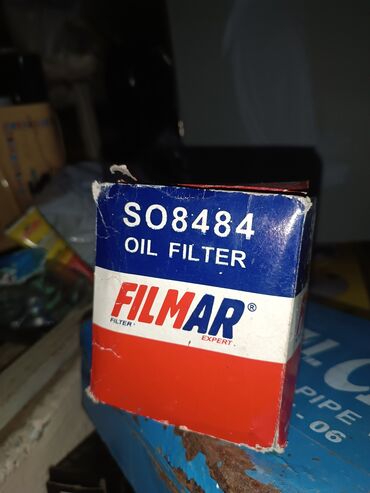 SO8484
OIL FILTER
FILMAR®
FILTER
EXPERT.
PIPE
06